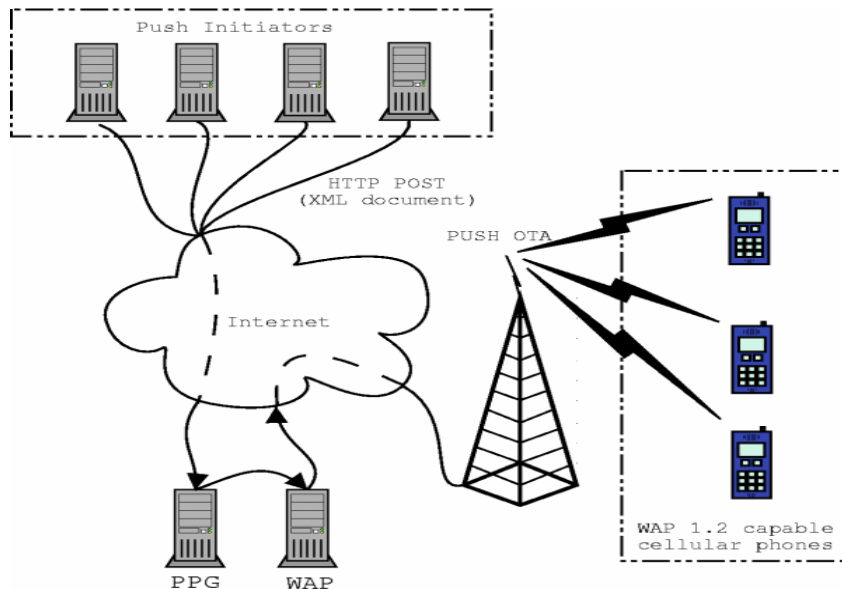 Push Initiators
HTTP POST
(XML document)
PUSH OTA
Internet
PPG
WAP
WAP 1.2 capable
cellular phones